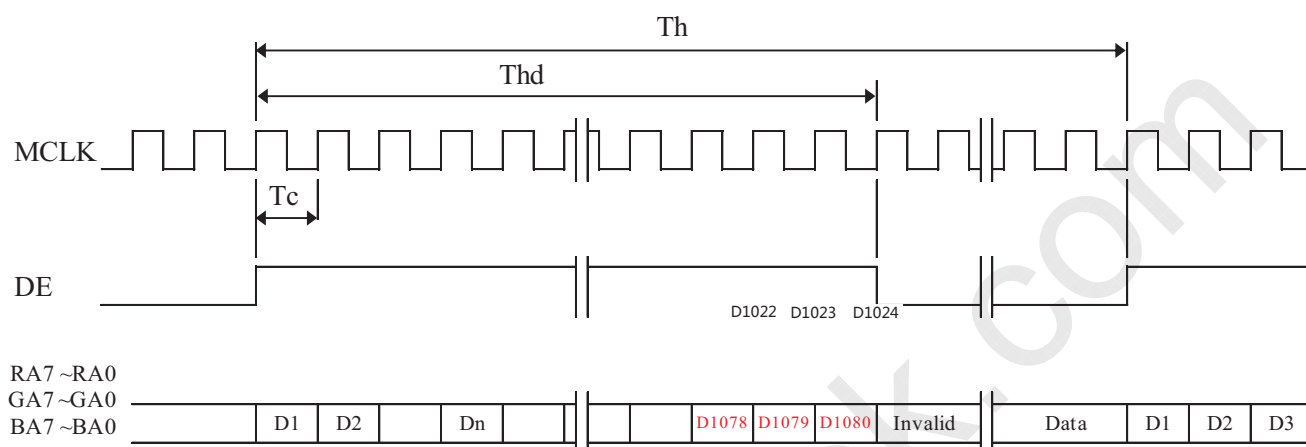 Th
Thd
MCLK
Tc
DE
D1022 D1023 D1024
RA7 ~RA0
GA7 ~GA0
BA7 ~BA0
D1 D2 Dn D1078 D1079 D1080 Invalid Data D1 D2 D3
k.com